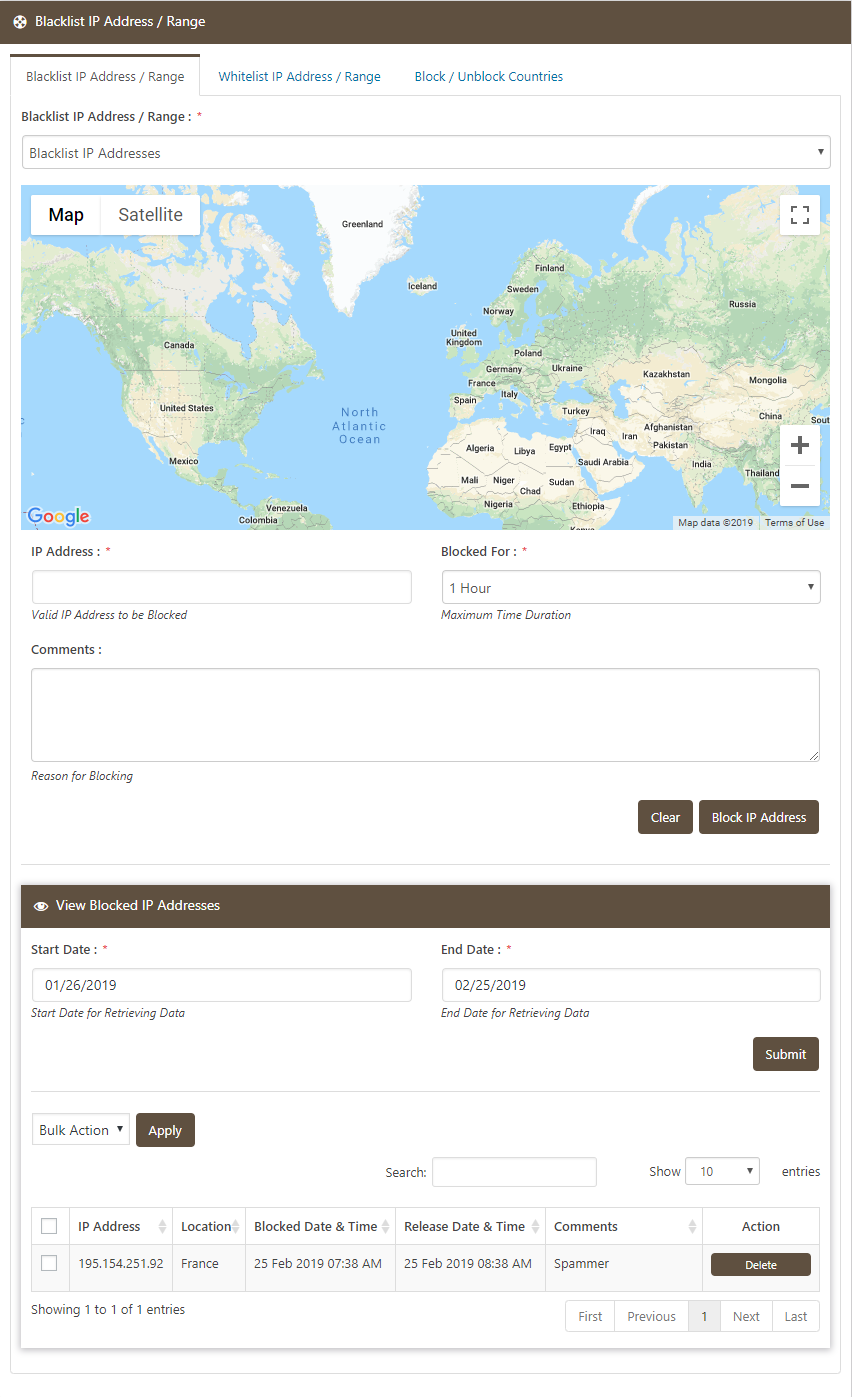 Blacklist IP Address / Range
Blacklist IP Address / Range Whitelist IP Address / Range Block / Unblock Countries
Blacklist IP Address / Range : *
Blacklist IP Addresses
Map Satellite
Greenland
Iceland
Finland
Sweden
Norway
Russia
United
Kingdom
Canada
Poland
Germany
Ukraine
Kazakhstan
France
Mongolia
Italy
Spain
United States
North
Atlantic
Ocean
Turkey
China
Sout
Iraq
Iran
Afghanistan
Pakistan
Algeria
Libya
Egypt
Saudi Arabia
India
Mexico
Thailand
Mali
Niger
Chad
Sudan
Nigeria
Ethiopia
Venezuela
Colombia
Kenya
Google
Map data ©2019 Terms of Use
IP Address : * Blocked For : *
1 Hour
Valid IP Address to be Blocked Maximum Time Duration
Comments :
Reason for Blocking
Clear Block IP Address
View Blocked IP Addresses
Start Date : * End Date : *
01/26/2019 02/25/2019
Start Date for Retrieving Data End Date for Retrieving Data
Submit
Bulk Action Apply
Search: Show 10 entries
IP Address Location Blocked Date & Time Release Date & Time Comments Action
195.154.251.92 France 25 Feb 2019 07:38 AM 25 Feb 2019 08:38 AM Spammer Delete
Showing 1 to 1 of 1 entries
First Previous 1 Next Last